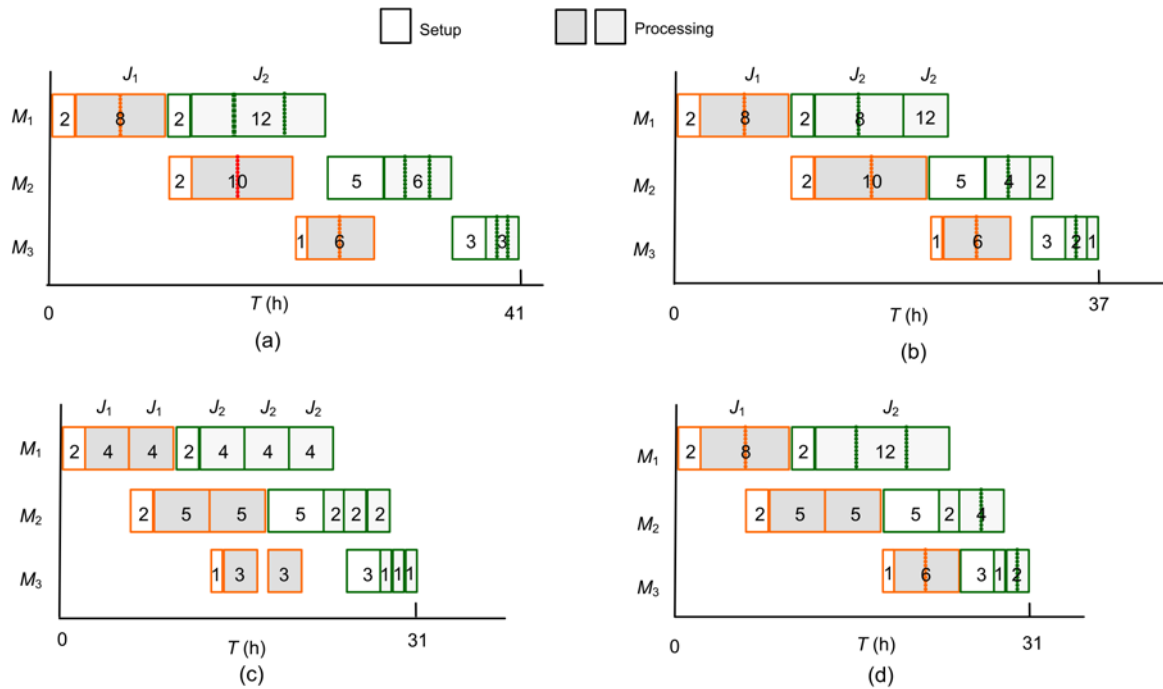 Setup Processing
J1 J2
M1 2 8 2 12
M2 2 10 5 6
M3 1 6 3 3
0 T (h) 41
(a)
J1 J2 J2
M1 2 8 2 8 12
M2 2 10 5 4 2
M3 1 6 3 2 1
0 T (h) 37
(b)
J1 J1 J2 J2 J2
M1 2 4 4 2 4 4 4
M2 2 5 5 5 2 2 2
M3 1 3 3 3 1 1 1
0 T (h) 31
(c)
J1 J2
M1 2 8 2 12
M2 2 5 5 5 2 4
M3 1 6 3 1 2
0 T (h) 31
(d)